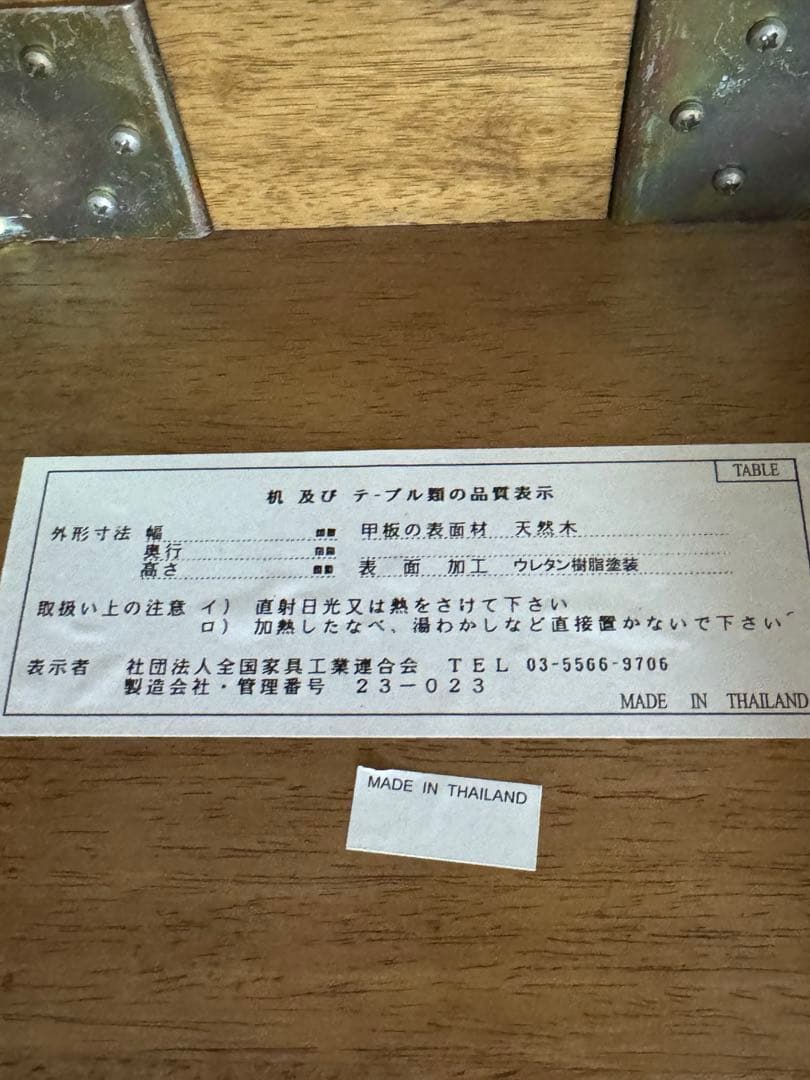 TABLE
机 及び テ-ブル類の品質表示
外形寸法 幅 ㎜ 甲板の表面材 天然木
奥行 ㎜
高さ ㎜ 表 面 加工 ウレタン樹脂塗装
取扱い上の注意 イ） 直射日光又は熱をさけて下さい
ロ） 加熱したなべ、湯わかしなど直接置かないで下さい
表示者 社団法人全国家具工業連合会 ＴＥＬ 03-5566-9706
製造会社・管理番号 ２３－０２３
MADE IN THAILAND
MADE IN THAILAND